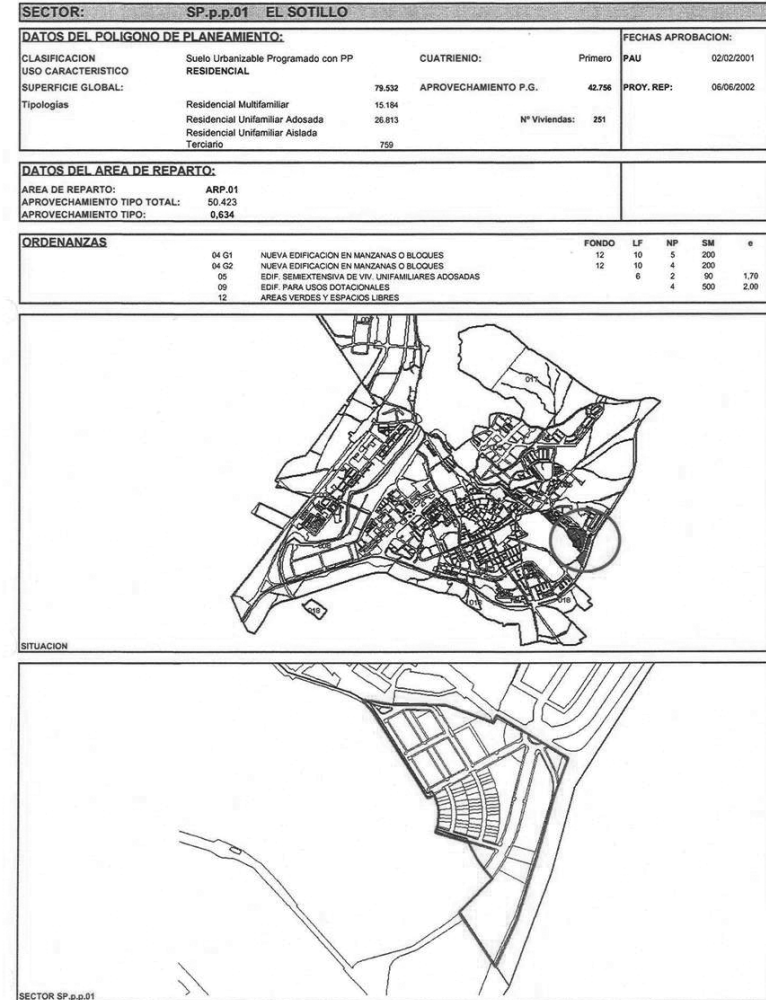 SECTOR: SP.p.p.01 EL SOTILLO
DATOS DEL POLIGONO DE PLANEAMIENTO: FECHAS APROBACION:
CLASIFICACION Suelo Urbanizable Programado con PP CUATRIENIO: Primero PAU 02/02/2001
USO CARACTERISTICO RESIDENCIAL
SUPERFICIE GLOBAL: 79.532 APROVECHAMIENTO P.G. 42.756 PROY. REP: 06/06/2002
Tipologías Residencial Multifamiliar 15.184
Residencial Unifamiliar Adosada 26.813 Nº Viviendas: 251
Residencial Unifamiliar Aislada
Terciario 759
DATOS DEL AREA DE REPARTO:
AREA DE REPARTO: ARP.01
APROVECHAMIENTO TIPO TOTAL: 50.423
APROVECHAMIENTO TIPO: 0,634
ORDENANZAS FONDO LF NP SM e
04 G1 NUEVA EDIFICACION EN MANZANAS O BLOQUES 12 10 5 200
04 G2 NUEVA EDIFICACION EN MANZANAS O BLOQUES 12 10 4 200
05 EDIF. SEMIEXTENSIVA DE VIV. UNIFAMILIARES ADOSADAS 6 2 90 1,70
09 EDIF. PARA USOS DOTACIONALES 4 500 2,00
12 AREAS VERDES Y ESPACIOS LIBRES
017
018
019
SITUACION
SECTOR SP.p.p.01